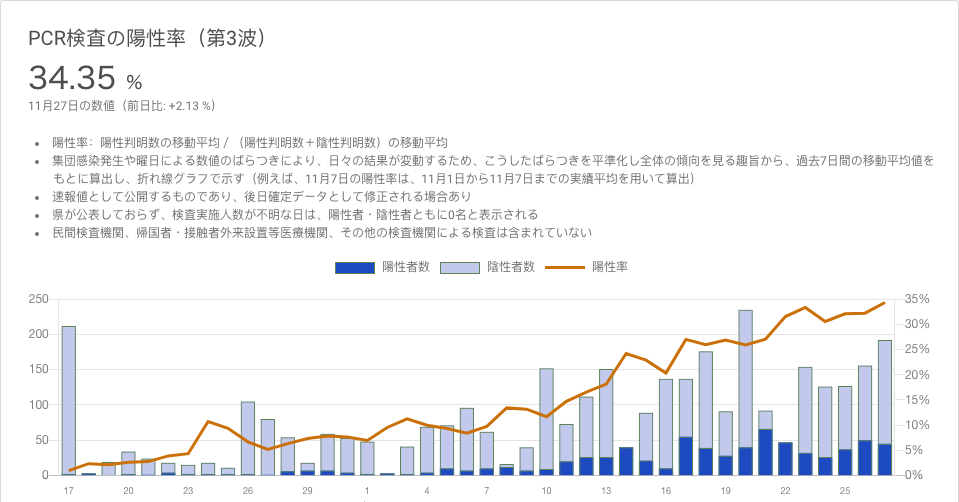 PCR検査の陽性率（第3波）
34.35 %
11月27日の数値（前日比: +2.13 %）
• 陽性率: 陽性判明数の移動平均 / （陽性判明数＋陰性判明数）の移動平均
• 集団感染発生や曜日による数値のばらつきにより、日々の結果が変動するため、こうしたばらつきを平準化し全体の傾向を見る趣旨から、過去7日間の移動平均値を
もとに算出し、折れ線グラフで示す（例えば、11月7日の陽性率は、11月1日から11月7日までの実績平均を用いて算出）
• 速報値として公開するものであり、後日確定データとして修正される場合あり
• 県が公表しておらず、検査実施人数が不明な日は、陽性者・陰性者ともに0名と表示される
• 民間検査機関、帰国者・接触者外来設置等医療機関、その他の検査機関による検査は含まれていない
陽性者数 陰性者数 陽性率
250 35%
30%
200
25%
150 20%
15%
100
10%
50
5%
0 0%
17 20 23 26 29 1 4 7 10 13 16 19 22 25